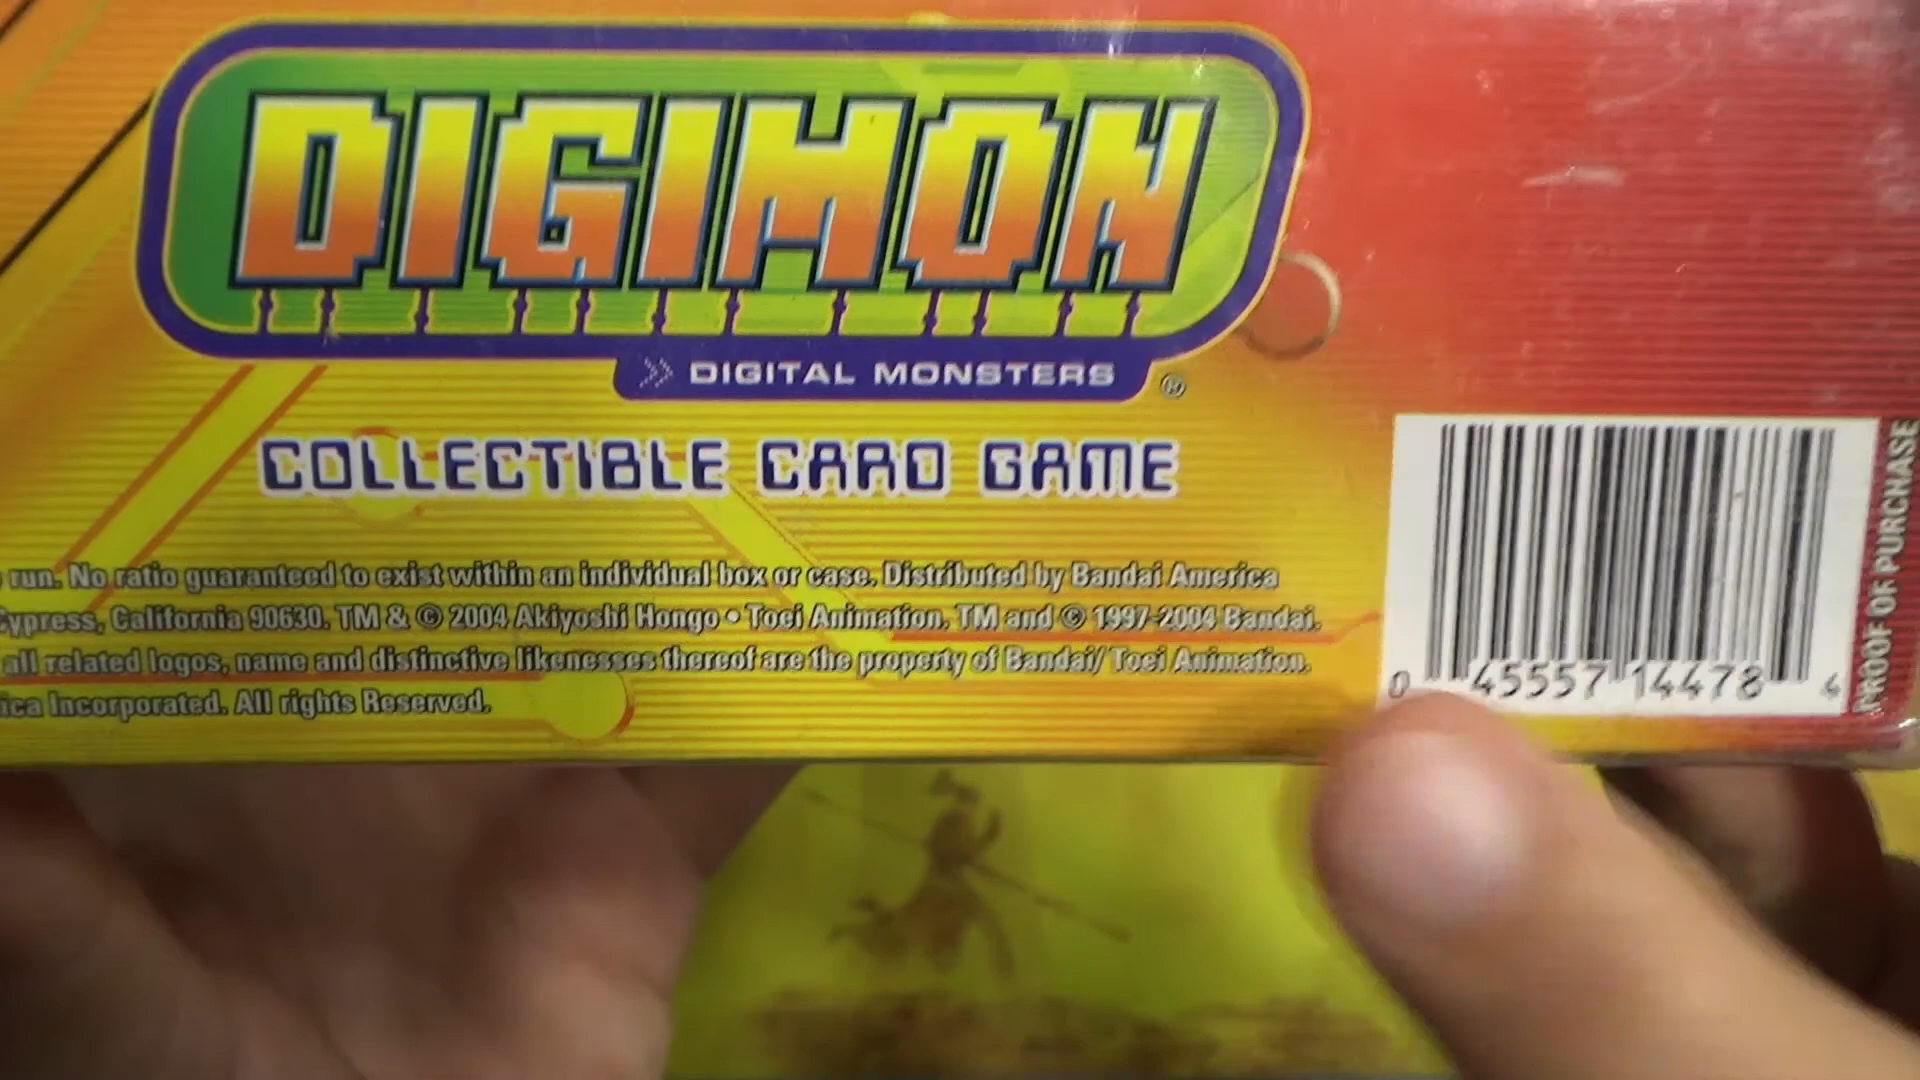 DIGIMON
DIGITAL MONSTERS ®
COLLECTIBLE CARD GAME
run. No ratio guaranteed to exist within an individual box or case. Distributed by Bandai America
Cypress, California 90630. TM & © 2004 Akiyoshi Hongo • Toei Animation. TM and © 1997-2004 Bandai.
all related logos, name and distinctive likenesses thereof are the property of Bandai/Toei Animation.
ica Incorporated. All rights Reserved.
0 45557 14478 4
PROOF OF PURCHASE